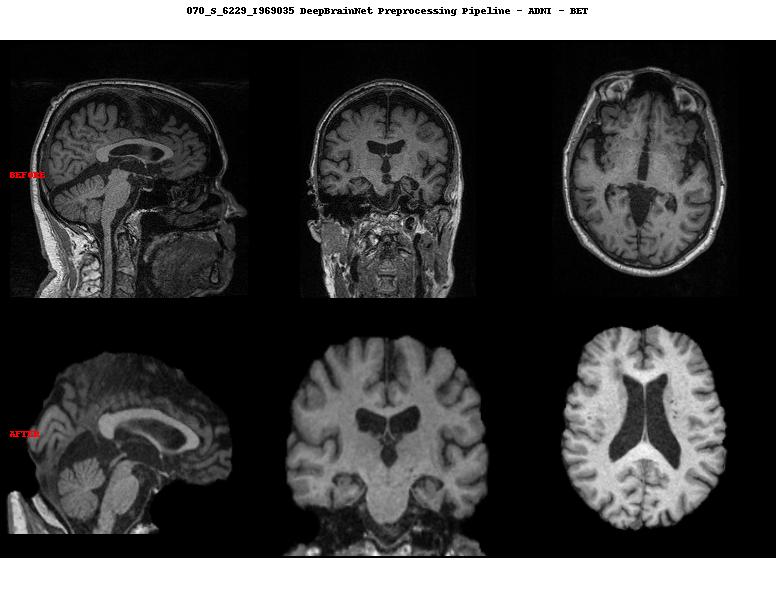 070_S_6229_I969035 DeepBrainNet Preprocessing Pipeline - ADNI - BET
BEFORE
AFTER